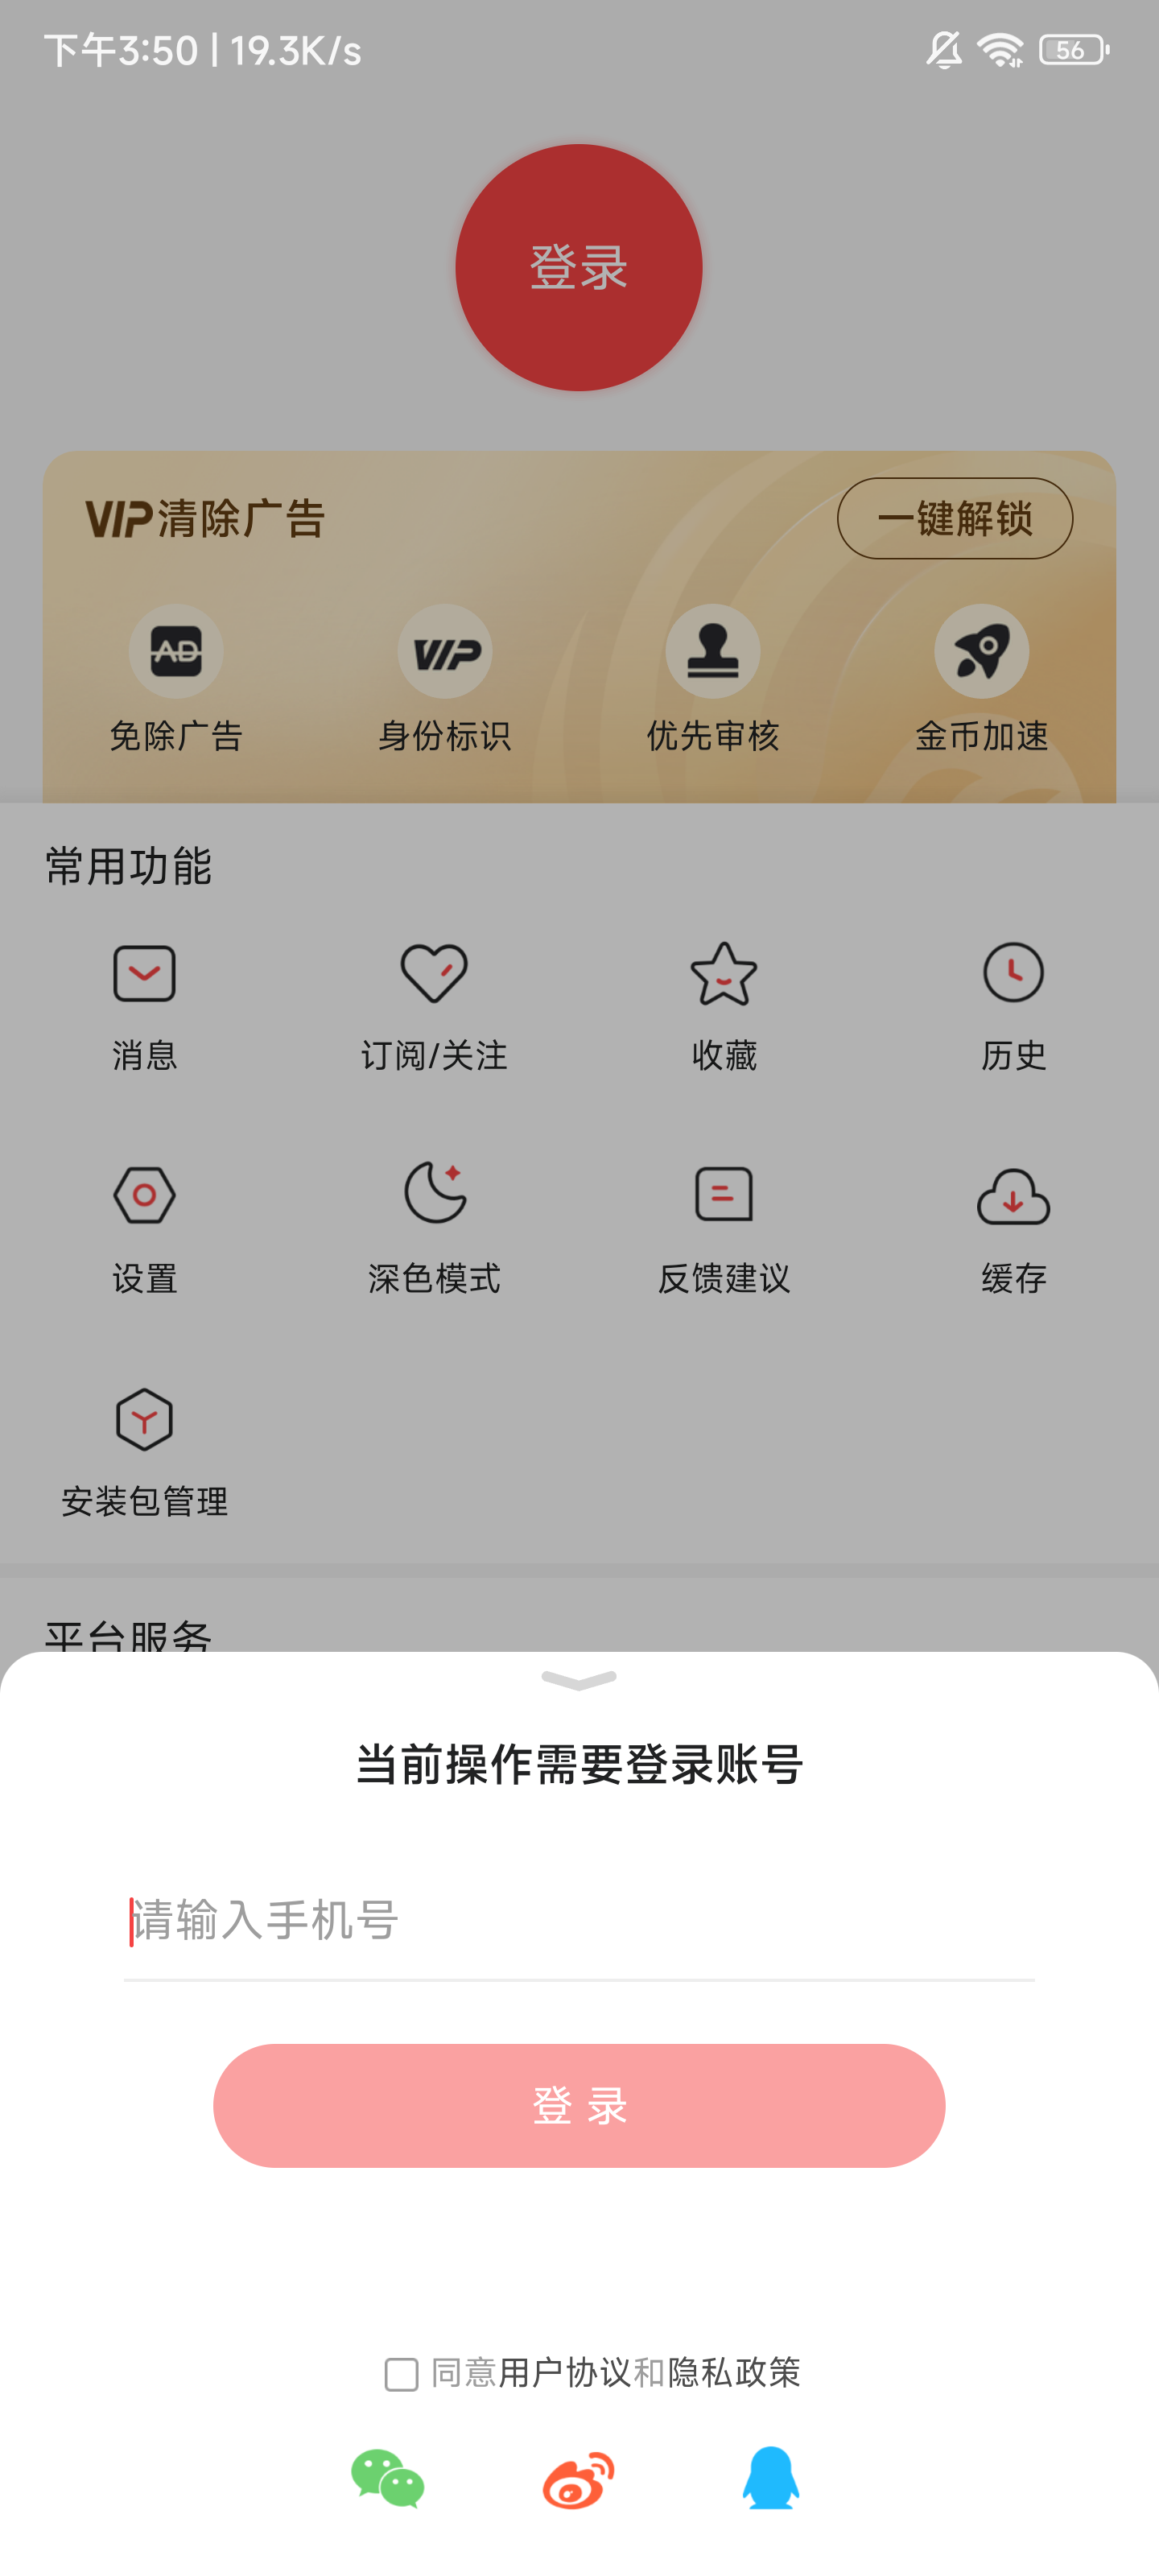 下午3:50 | 19.3K/s
56
登录
VIP清除广告
一键解锁
AD
VIP
免除广告
身份标识
优先审核
金币加速
常用功能
消息
订阅/关注
收藏
历史
设置
深色模式
反馈建议
缓存
安装包管理
平台服务
当前操作需要登录账号
请输入手机号
登 录
同意用户协议和隐私政策